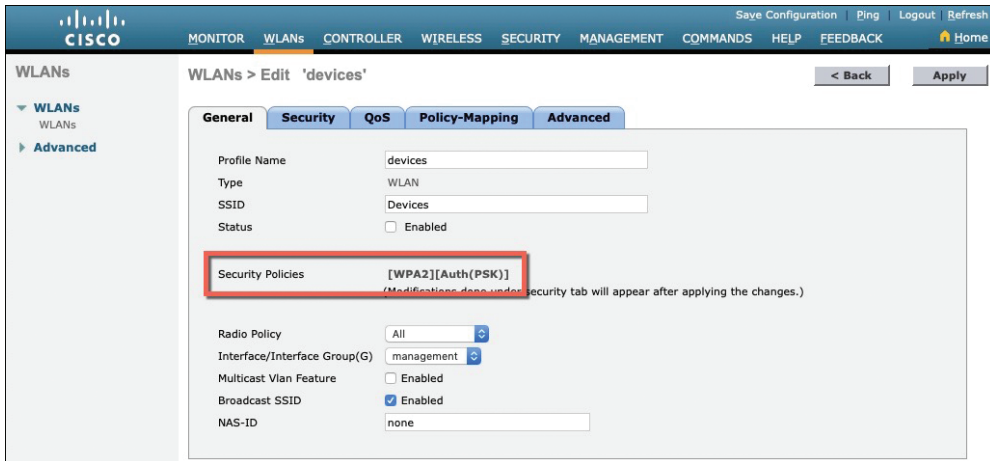 Save Configuration | Ping | Logout | Refresh
CISCO MONITOR WLANs CONTROLLER WIRELESS SECURITY MANAGEMENT COMMANDS HELP FEEDBACK Home
WLANs
WLANs
WLANs
Advanced
WLANs > Edit 'devices'
< Back Apply
General Security QoS Policy-Mapping Advanced
Profile Name devices
Type WLAN
SSID Devices
Status Enabled
Security Policies [WPA2][Auth(PSK)]
(Modifications done under security tab will appear after applying the changes.)
Radio Policy All
Interface/Interface Group(G) management
Multicast Vlan Feature Enabled
Broadcast SSID Enabled
NAS-ID none